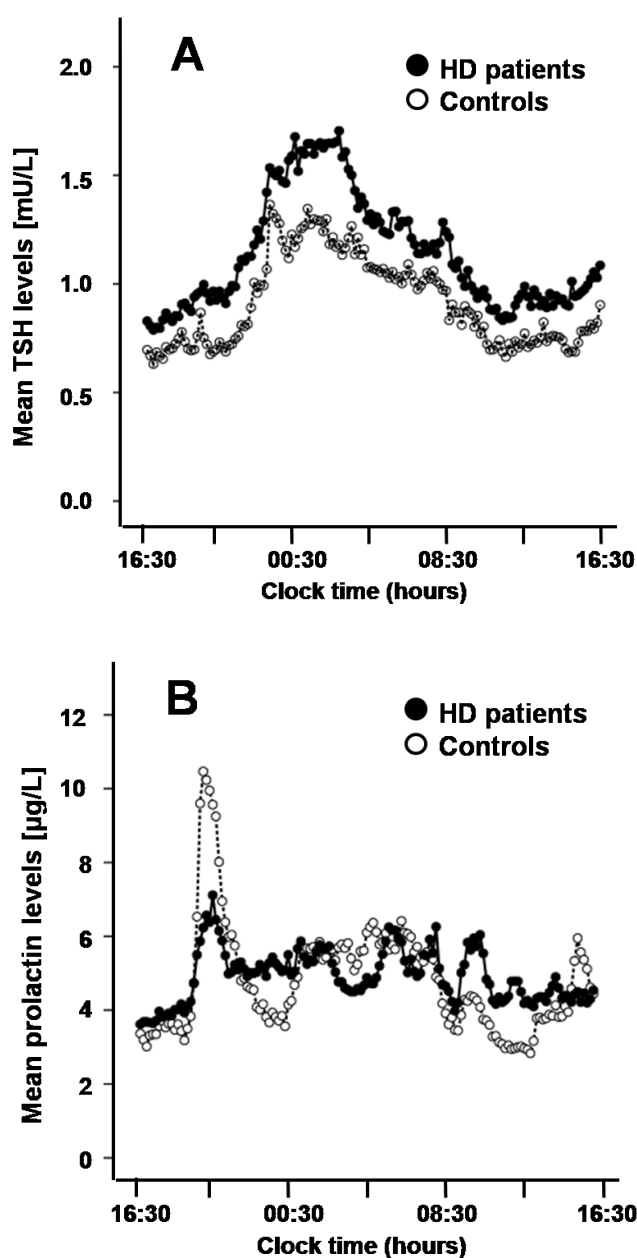 A
HD patients
Controls
Mean TSH levels [mU/L]
2.0
1.5
1.0
0.5
0.0
16:30 00:30 08:30 16:30
Clock time (hours)
B
HD patients
Controls
Mean prolactin levels [µg/L]
12
10
8
6
4
2
0
16:30 00:30 08:30 16:30
Clock time (hours)